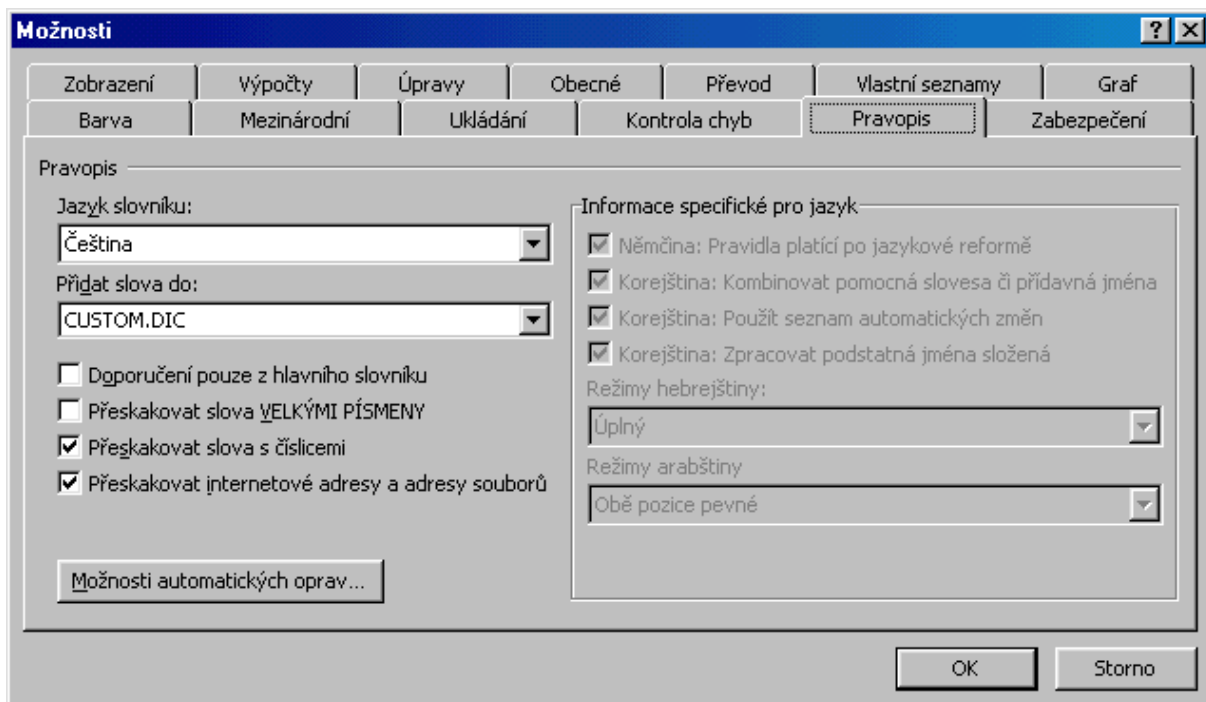 Možnosti
Zobrazení Výpočty Úpravy Obecné Převod Vlastní seznamy Graf
Barva Mezinárodní Ukládání Kontrola chyb Pravopis Zabezpečení
Pravopis
Jazyk slovníku:
Čeština
Přidat slova do:
CUSTOM.DIC
Doporučení pouze z hlavního slovníku
Přeskakovat slova VELKÝMI PÍSMENY
Přeskakovat slova s číslicemi
Přeskakovat internetové adresy a adresy souborů
Možnosti automatických oprav...
Informace specifické pro jazyk
Němčina: Pravidla platící po jazykové reformě
Korejština: Kombinovat pomocná slovesa či přídavná jména
Korejština: Použít seznam automatických změn
Korejština: Zpracovat podstatná jména složená
Režimy hebrejštiny:
Úplný
Režimy arabštiny
Obě pozice pevné
OK Storno